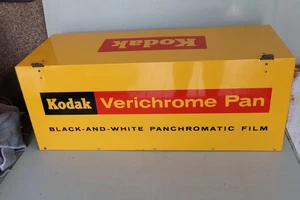 Kodak
Kodak Verichrome Pan
BLACK-AND-WHITE PANCHROMATIC FILM